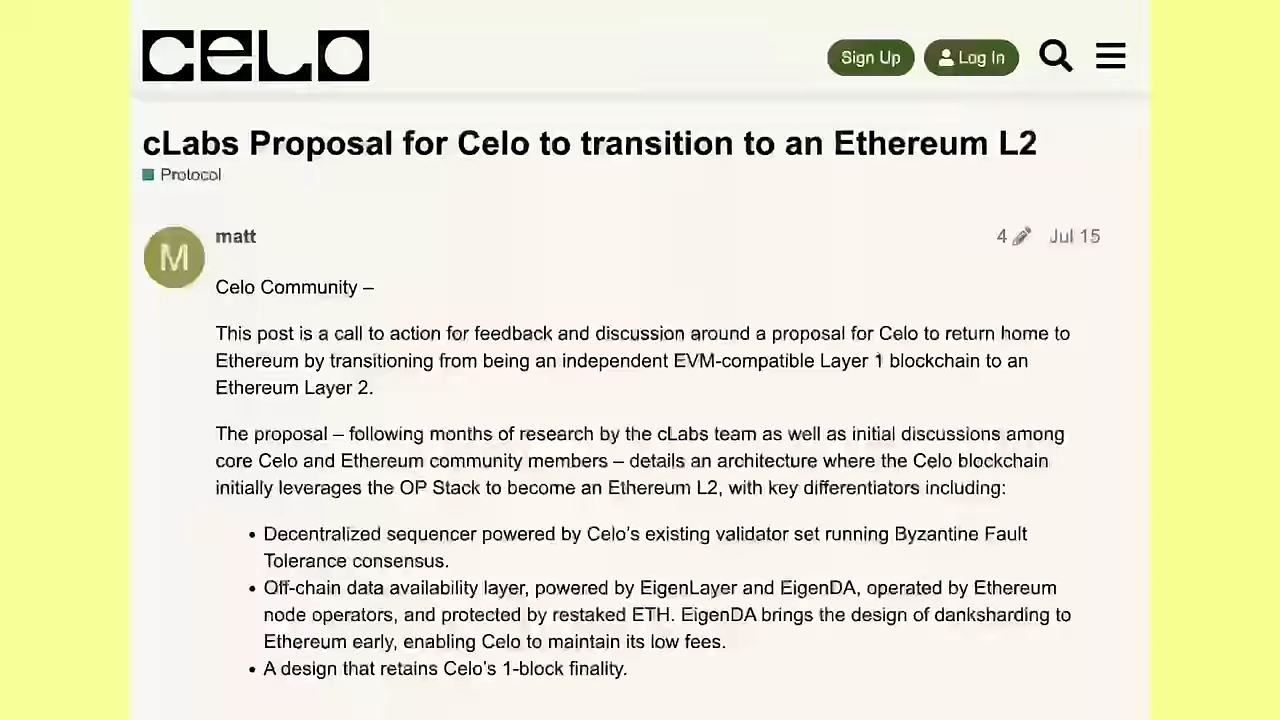 CELO
Sign Up
Log In
cLabs Proposal for Celo to transition to an Ethereum L2
Protocol
M
matt
4
Jul 15
Celo Community –
This post is a call to action for feedback and discussion around a proposal for Celo to return home to
Ethereum by transitioning from being an independent EVM-compatible Layer 1 blockchain to an
Ethereum Layer 2.
The proposal – following months of research by the cLabs team as well as initial discussions among
core Celo and Ethereum community members – details an architecture where the Celo blockchain
initially leverages the OP Stack to become an Ethereum L2, with key differentiators including:
• Decentralized sequencer powered by Celo’s existing validator set running Byzantine Fault
Tolerance consensus.
• Off-chain data availability layer, powered by EigenLayer and EigenDA, operated by Ethereum
node operators, and protected by restaked ETH. EigenDA brings the design of danksharding to
Ethereum early, enabling Celo to maintain its low fees.
• A design that retains Celo’s 1-block finality.